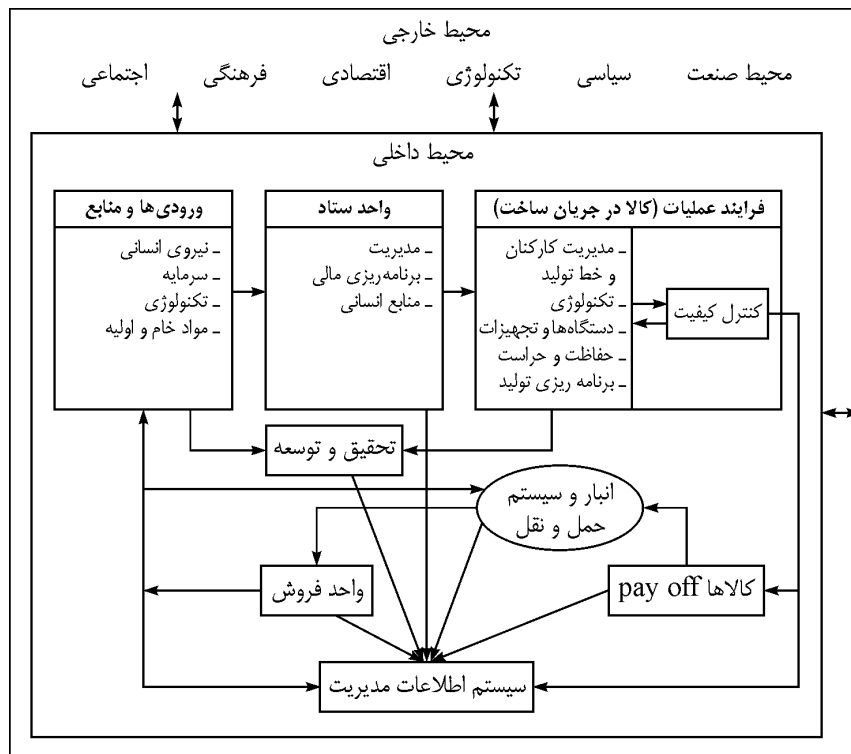 محیط خارجی
محیط صنعت سیاسی تکنولوژی اقتصادی فرهنگی اجتماعی
محیط داخلی
فرایند عملیات (کالا در جریان ساخت)
ـ مدیریت کارکنان
و خط تولید
ـ تکنولوژی
ـ دستگاه‌ها و تجهیزات
ـ حفاظت و حراست
ـ برنامه ریزی تولید
کنترل کیفیت
واحد ستاد
ـ مدیریت
ـ برنامه‌ریزی مالی
ـ منابع انسانی
ورودی‌ها و منابع
ـ نیروی انسانی
ـ سرمایه
ـ تکنولوژی
ـ مواد خام و اولیه
تحقیق و توسعه
انبار و سیستم
حمل و نقل
کالاها pay off
واحد فروش
سیستم اطلاعات مدیریت